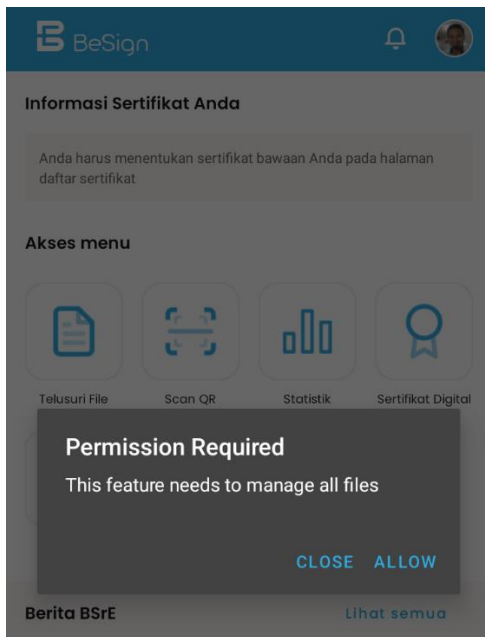 BeSign
Informasi Sertifikat Anda
Anda harus menentukan sertifikat bawaan Anda pada halaman
daftar sertifikat
Akses menu
Telusuri File
Scan QR
Statistik
Sertifikat Digital
Permission Required
This feature needs to manage all files
CLOSE ALLOW
Berita BSrE
Lihat semua